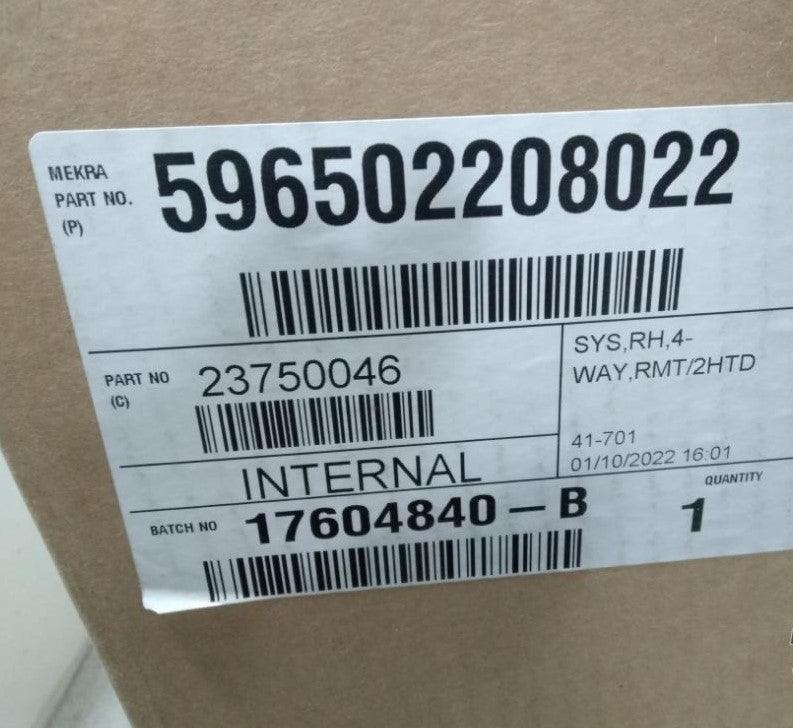 MEKRA
PART NO.
(P)
596502208022
PART NO
(C)
23750046
SYS,RH,4-
WAY,RMT/2HTD
41-701
01/10/2022 16:01
INTERNAL
QUANTITY
1
BATCH NO
17604840-B